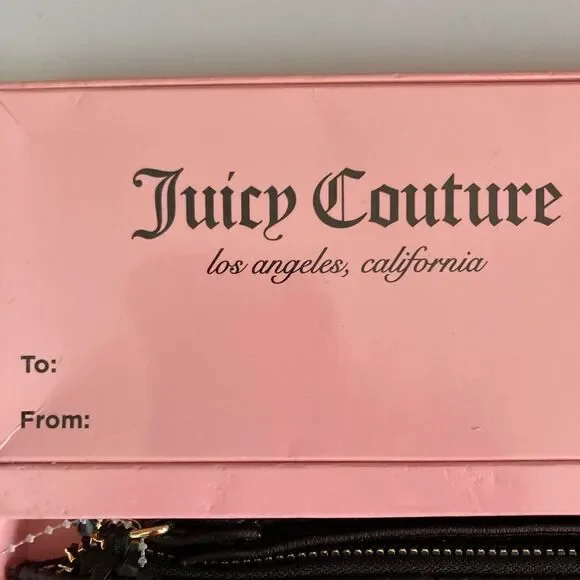 Juicy Couture
los angeles, california
To:
From: